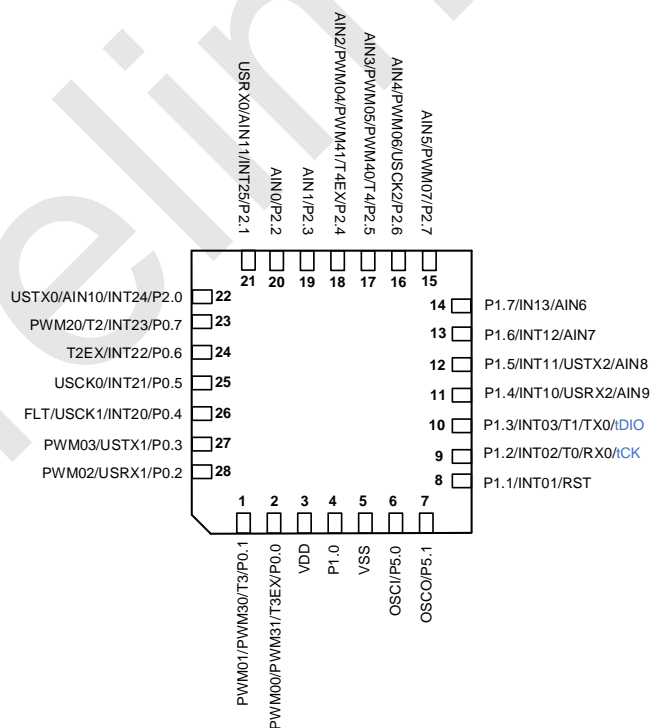 USRX0/AIN11/INT25/P2.1
AIN0/P2.2
AIN1/P2.3
AIN2/PWM04/PWM41/T4EX/P2.4
AIN3/PWM05/PWM40/T4/P2.5
AIN4/PWM06/USCK2/P2.6
AIN5/PWM07/P2.7
21 20 19 18 17 16 15
USTX0/AIN10/INT24/P2.0 22
PWM20/T2/INT23/P0.7 23
T2EX/INT22/P0.6 24
USCK0/INT21/P0.5 25
FLT/USCK1/INT20/P0.4 26
PWM03/USTX1/P0.3 27
PWM02/USRX1/P0.2 28
14 P1.7/IN13/AIN6
13 P1.6/INT12/AIN7
12 P1.5/INT11/USTX2/AIN8
11 P1.4/INT10/USRX2/AIN9
10 P1.3/INT03/T1/TX0/tDIO
9 P1.2/INT02/T0/RX0/tCK
8 P1.1/INT01/RST
1 2 3 4 5 6 7
PWM01/PWM30/T3/P0.1
PWM00/PWM31/T3EX/P0.0
VDD
P1.0
VSS
OSCI/P5.0
OSCO/P5.1